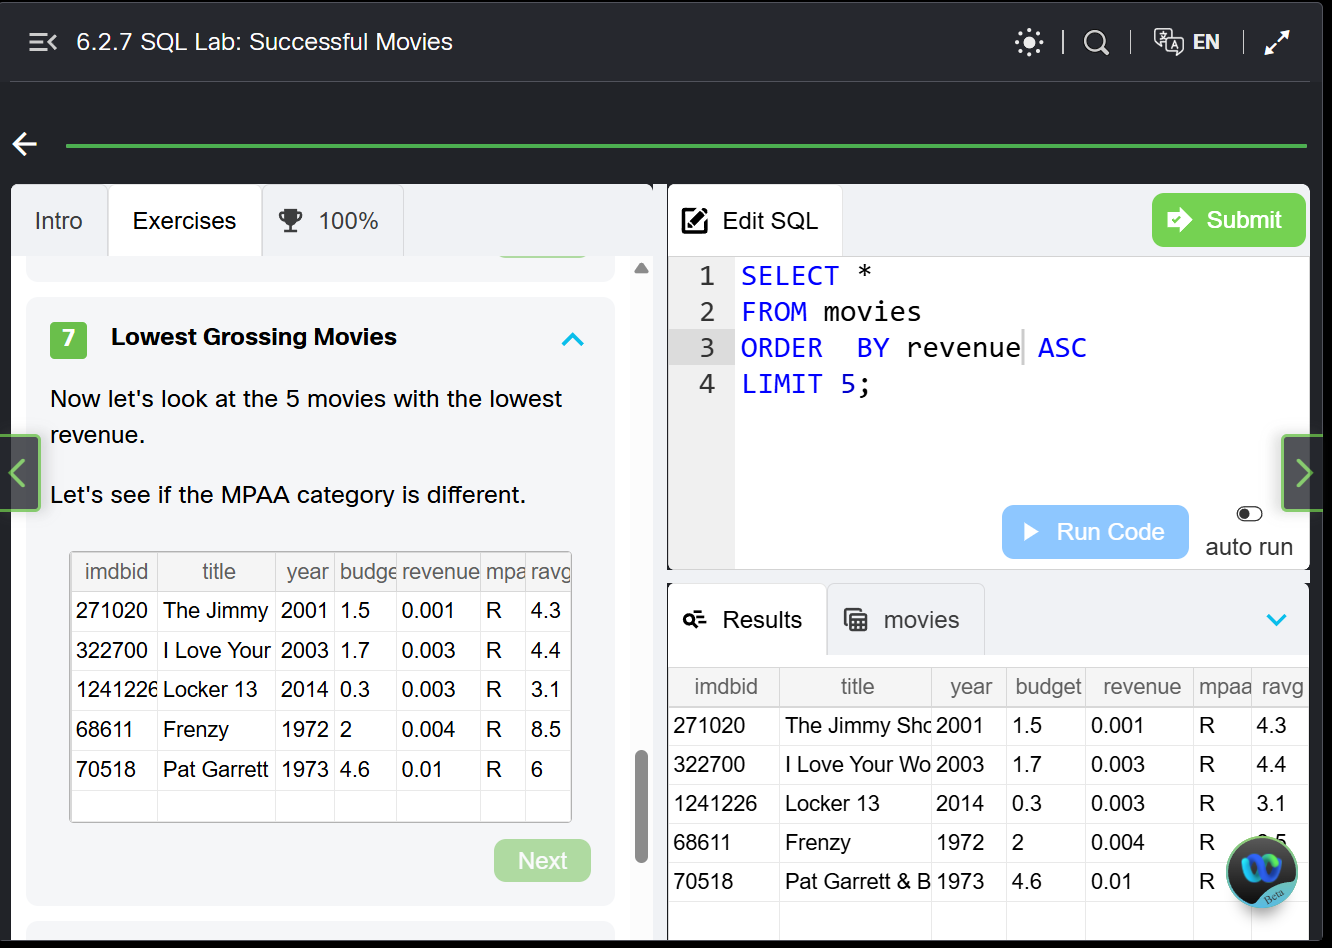 6.2.7 SQL Lab: Successful Movies
EN
Intro
Exercises
100%
7
Lowest Grossing Movies
Now let's look at the 5 movies with the lowest
revenue.
Let's see if the MPAA category is different.
imdbid title year budge revenue mpa ravg
271020 The Jimmy 2001 1.5 0.001 R 4.3
322700 I Love Your 2003 1.7 0.003 R 4.4
1241226 Locker 13 2014 0.3 0.003 R 3.1
68611 Frenzy 1972 2 0.004 R 8.5
70518 Pat Garrett 1973 4.6 0.01 R 6
Next
Edit SQL
Submit
1 SELECT *
2 FROM movies
3 ORDER  BY revenue ASC
4 LIMIT 5;
Run Code
auto run
Results
movies
imdbid title year budget revenue mpaa ravg
271020 The Jimmy Sho 2001 1.5 0.001 R 4.3
322700 I Love Your Wo 2003 1.7 0.003 R 4.4
1241226 Locker 13 2014 0.3 0.003 R 3.1
68611 Frenzy 1972 2 0.004 R
70518 Pat Garrett & B 1973 4.6 0.01 R
Beta